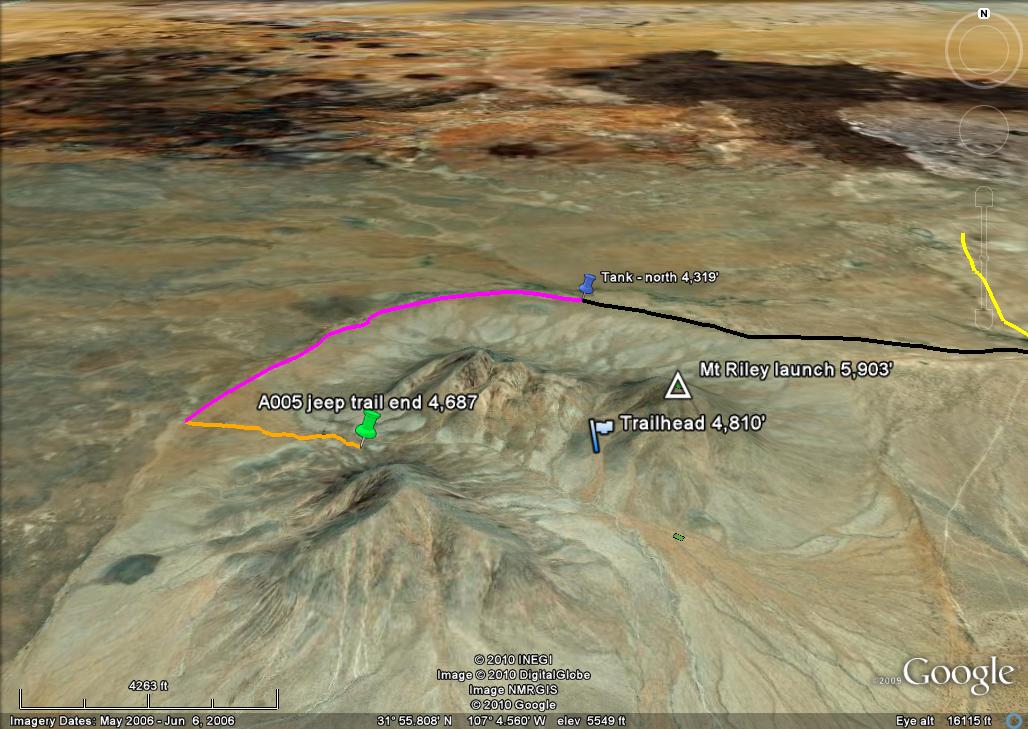 N
Tank - north 4,319'
Mt Riley launch 5,903'
A005 jeep trail end 4,687
Trailhead 4,810'
© 2010 INEGI
Image © 2010 DigitalGlobe
Image NMRGIS
© 2010 Google
©2009 Google
4263 ft
Imagery Dates: May 2006 - Jun 6, 2006
31° 55.808' N 107° 4.560' W elev 5549 ft
Eye alt 16115 ft